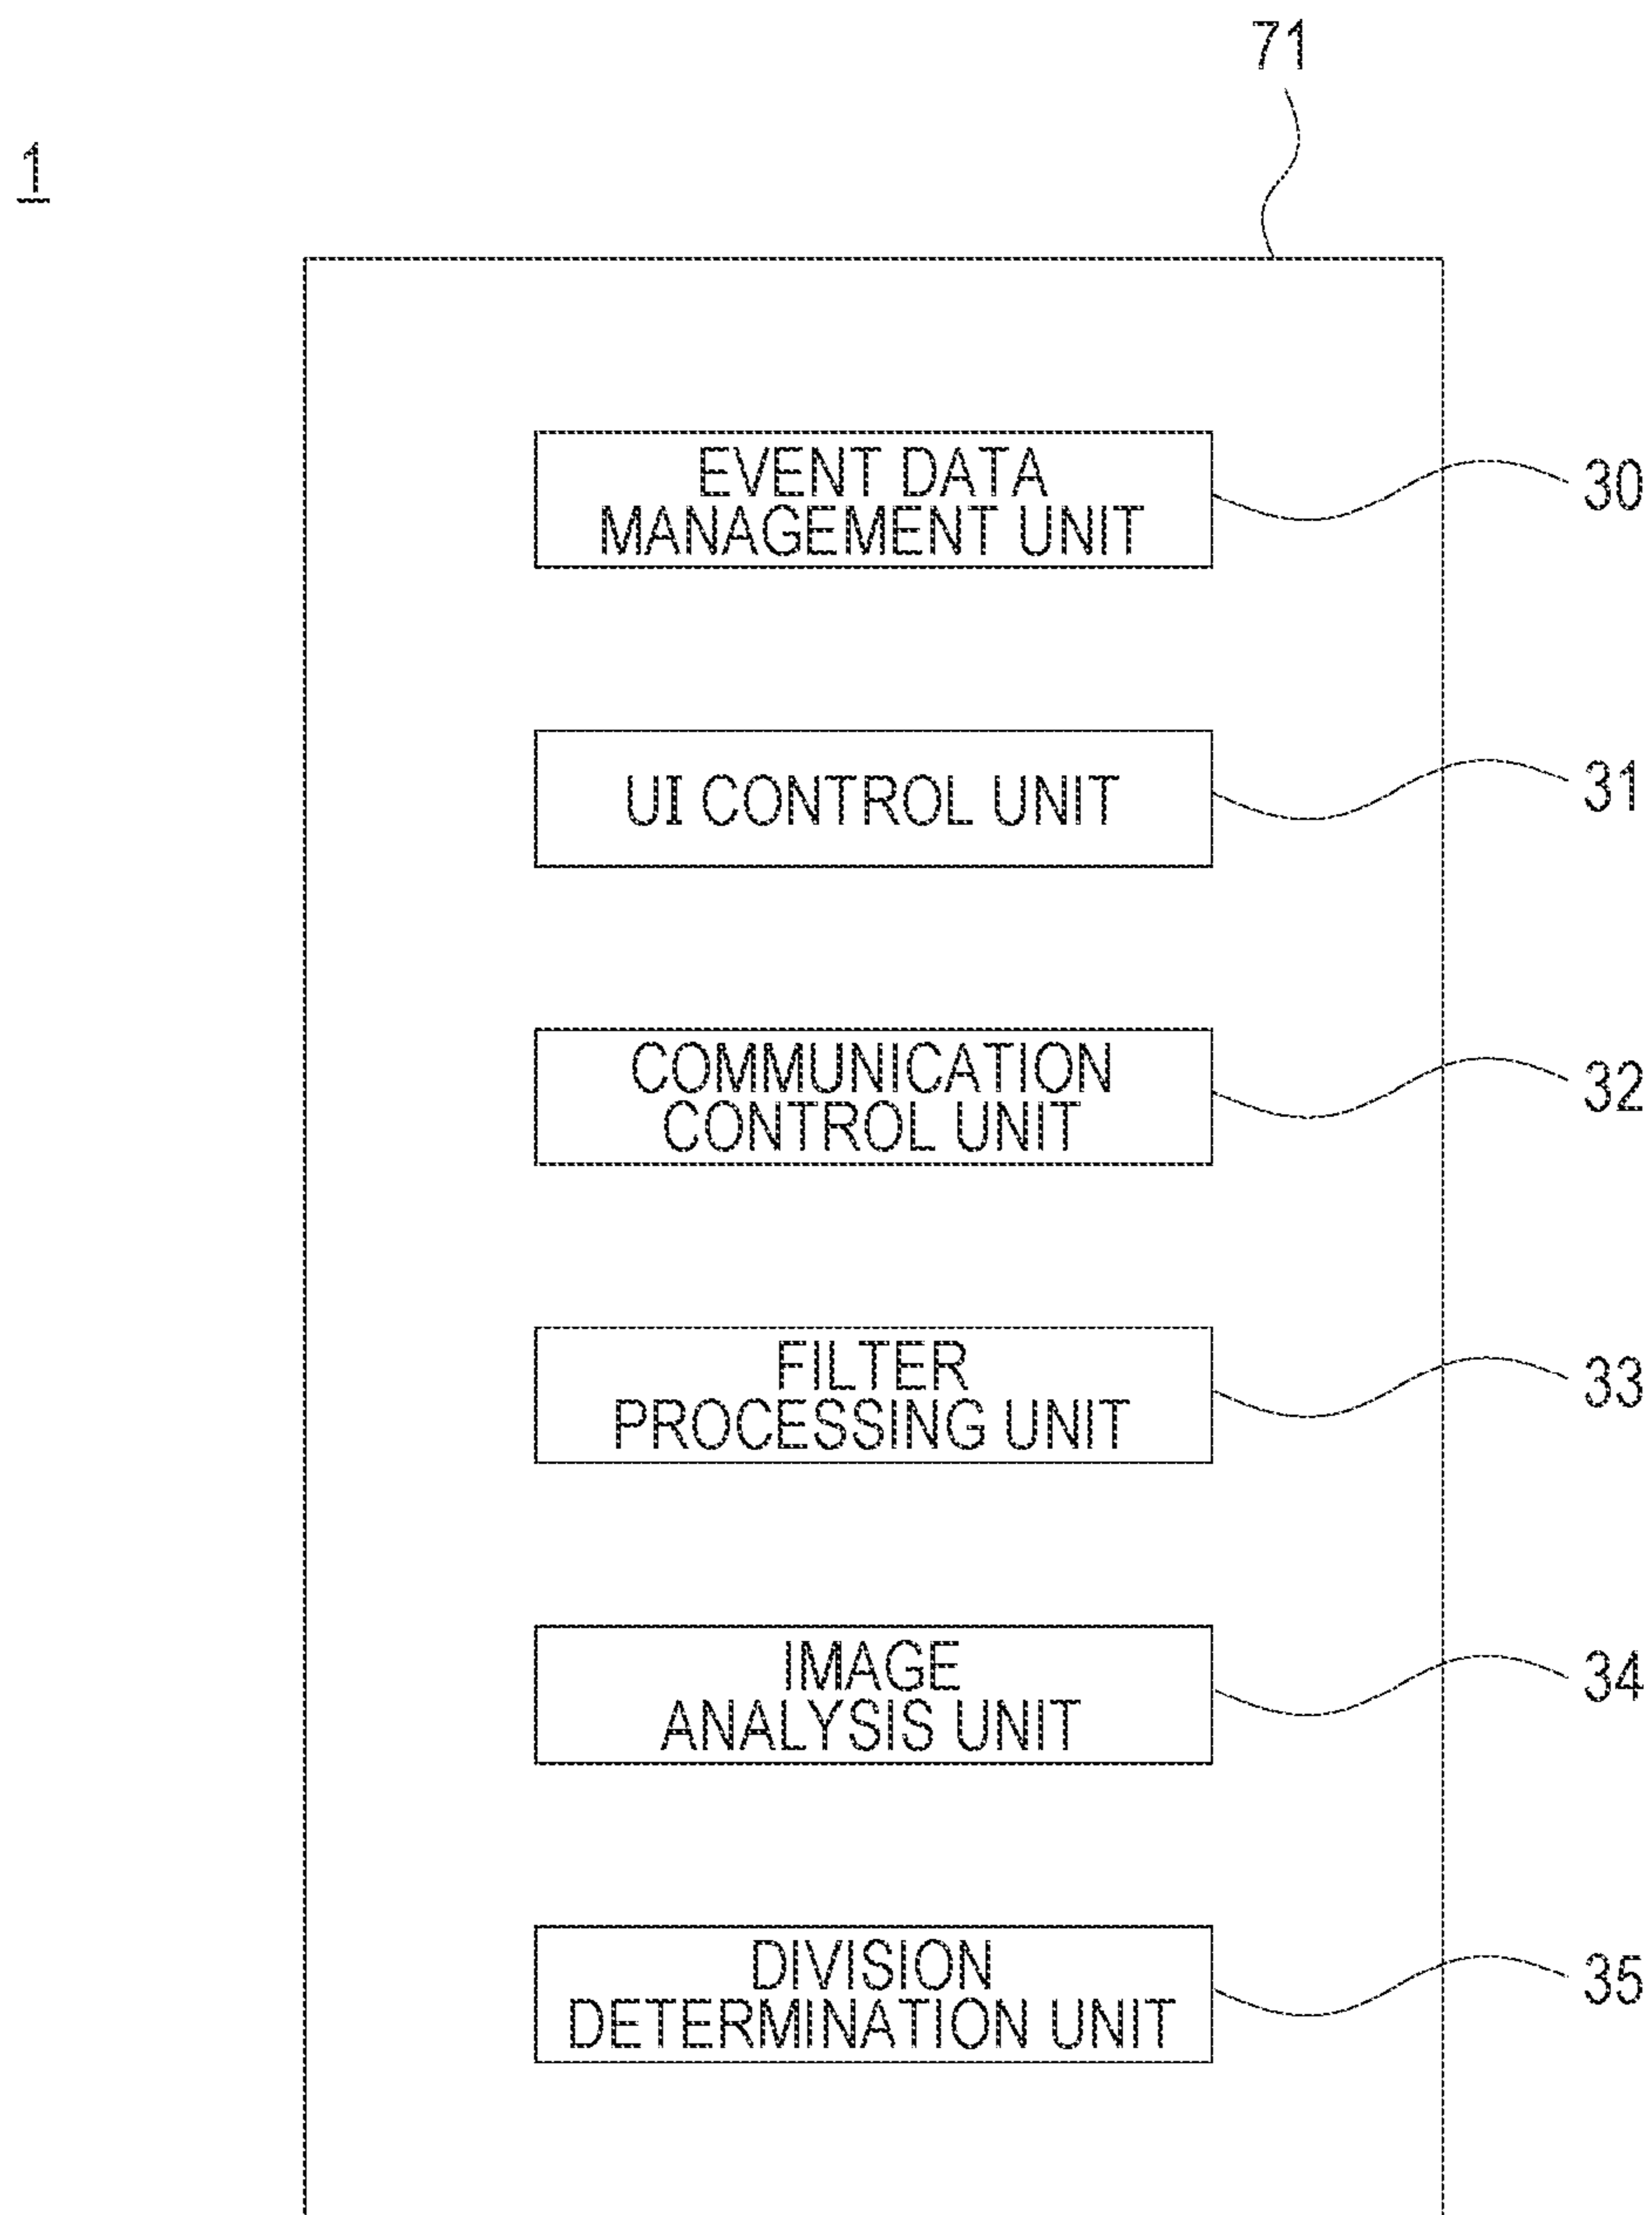 71
1
EVENT DATA
MANAGEMENT UNIT
30
UI CONTROL UNIT
31
COMMUNICATION
CONTROL UNIT
32
FILTER
PROCESSING UNIT
33
IMAGE
ANALYSIS UNIT
34
DIVISION
DETERMINATION UNIT
35